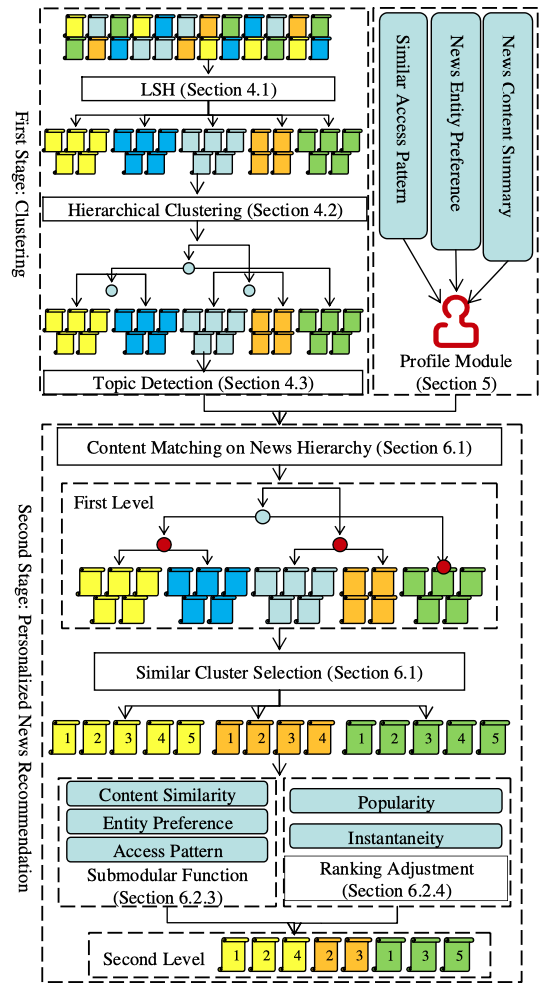 First Stage: Clustering
LSH (Section 4.1)
Hierarchical Clustering (Section 4.2)
Topic Detection (Section 4.3)
Similar Access Pattern
News Entity Preference
News Content Summary
Profile Module
(Section 5)
Second Stage: Personalized News Recommendation
Content Matching on News Hierarchy (Section 6.1)
First Level
Similar Cluster Selection (Section 6.1)
1 2 3 4 5 1 2 3 4 1 2 3 4 5
Content Similarity
Entity Preference
Access Pattern
Submodular Function
(Section 6.2.3)
Popularity
Instantaneity
Ranking Adjustment
(Section 6.2.4)
Second Level 1 2 4 2 3 1 3 5